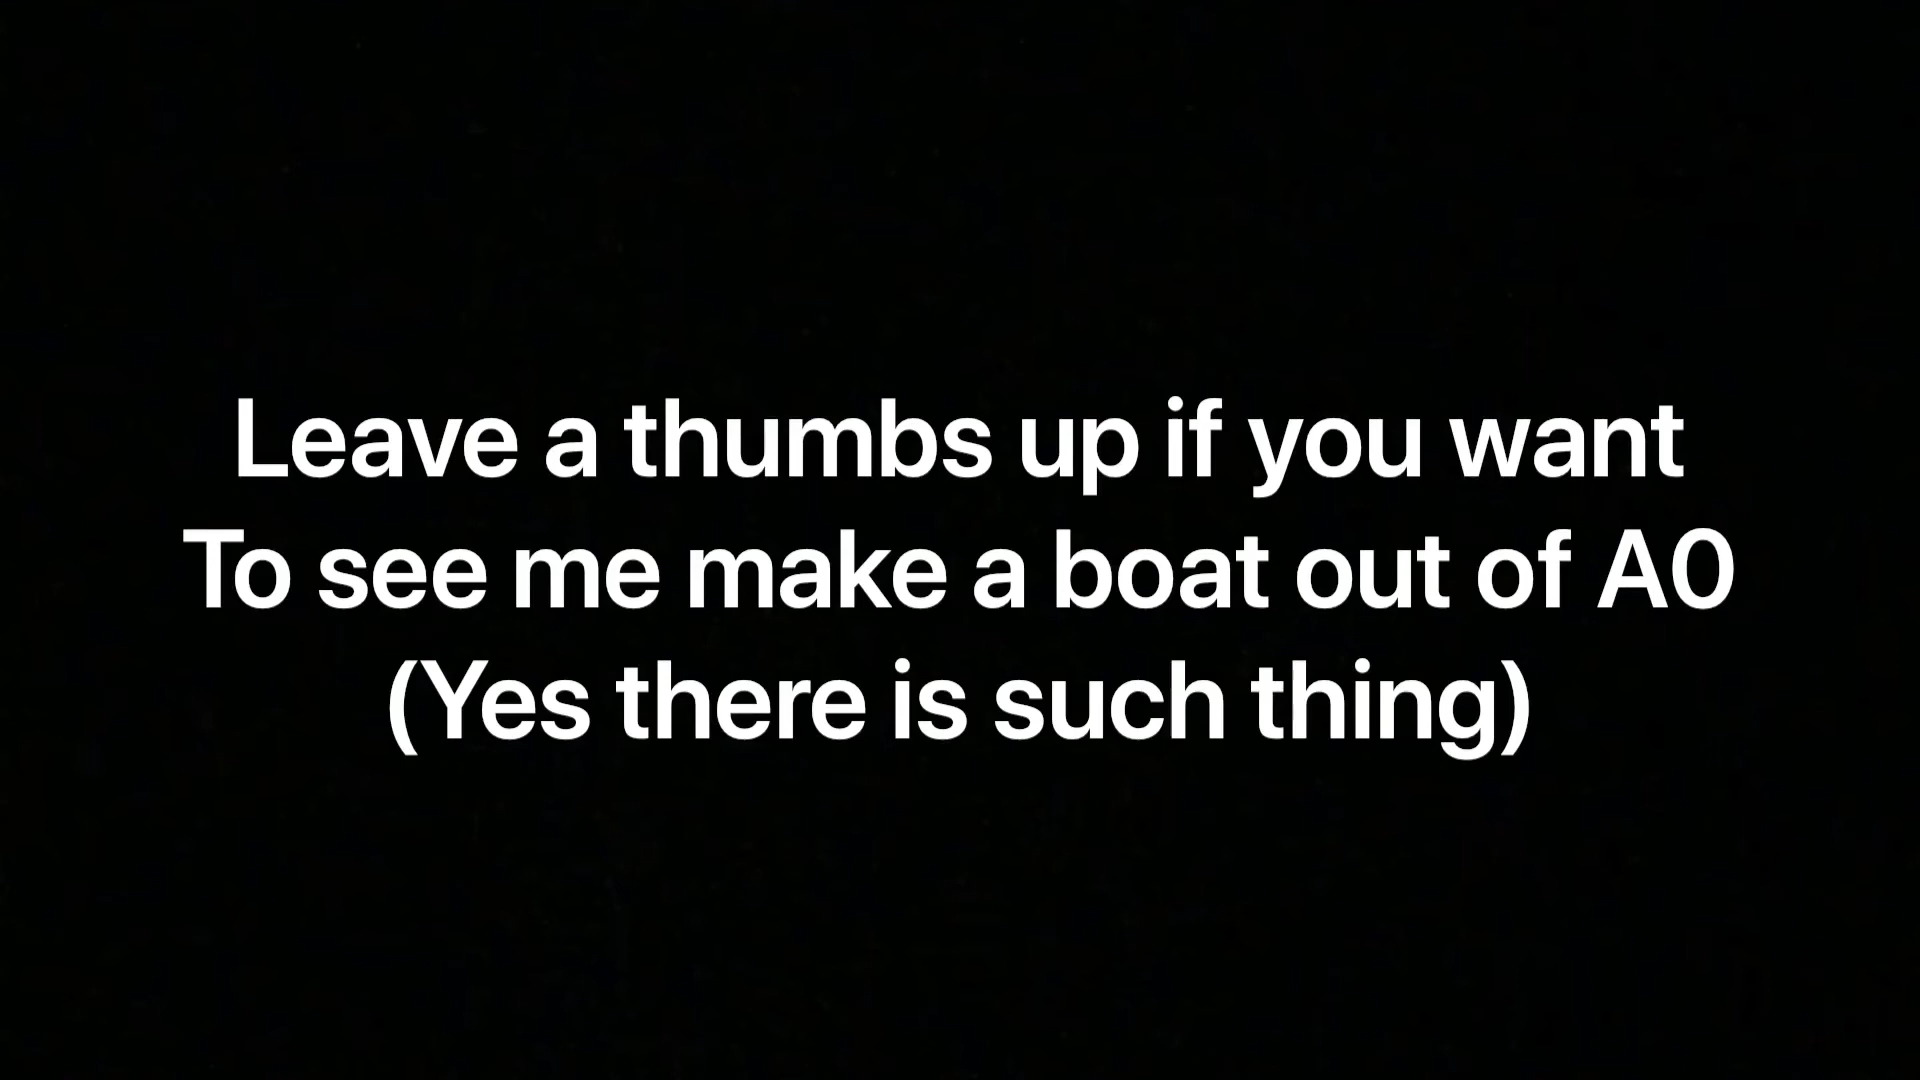 Leave a thumbs up if you want
To see me make a boat out of A0
(Yes there is such thing)